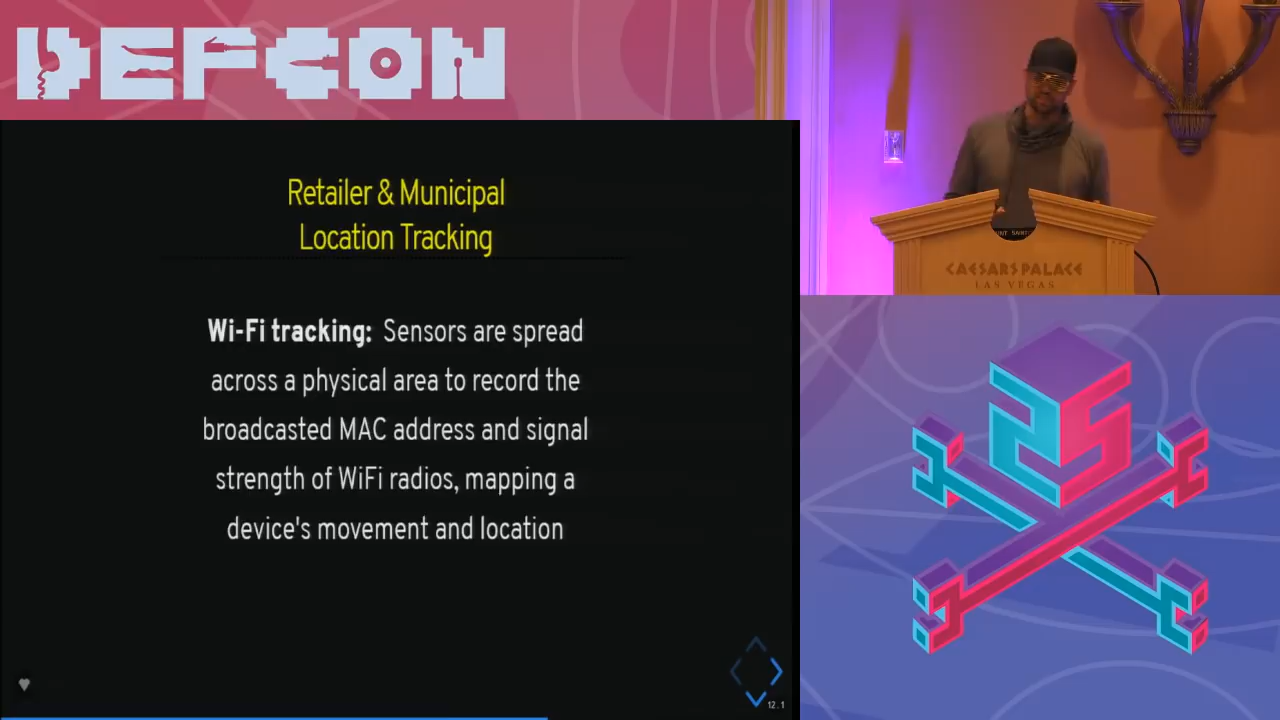 DEFCON
Retailer & Municipal
Location Tracking
Wi-Fi tracking: Sensors are spread
across a physical area to record the
broadcasted MAC address and signal
strength of WiFi radios, mapping a
device's movement and location
12.1
CAESARS PALACE
LAS VEGAS
25